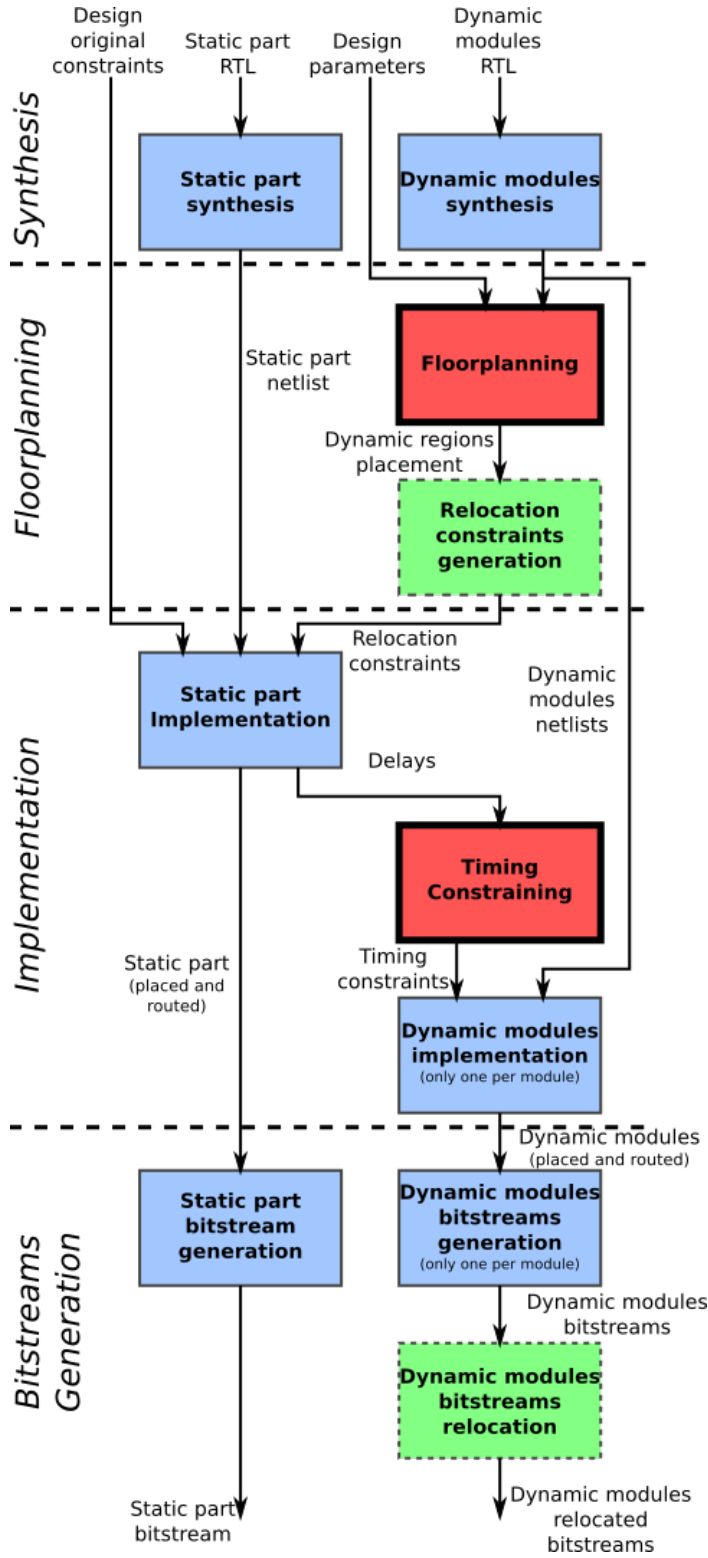 Design
original
constraints
Static part
RTL
Design
parameters
Dynamic
modules
RTL
Synthesis
Static part
synthesis
Dynamic modules
synthesis
Floorplanning
Static part
netlist
Floorplanning
Dynamic regions
placement
Relocation
constraints
generation
Implementation
Relocation
constraints
Static part
Implementation
Dynamic
modules
netlists
Delays
Timing
Constraining
Static part
(placed and
routed)
Timing
constraints
Dynamic modules
implementation
(only one per module)
Bitstreams
Generation
Dynamic modules
(placed and routed)
Static part
bitstream
generation
Dynamic modules
bitstreams
generation
(only one per module)
Dynamic modules
bitstreams
Dynamic modules
bitstreams
relocation
Static part
bitstream
Dynamic modules
relocated
bitstreams